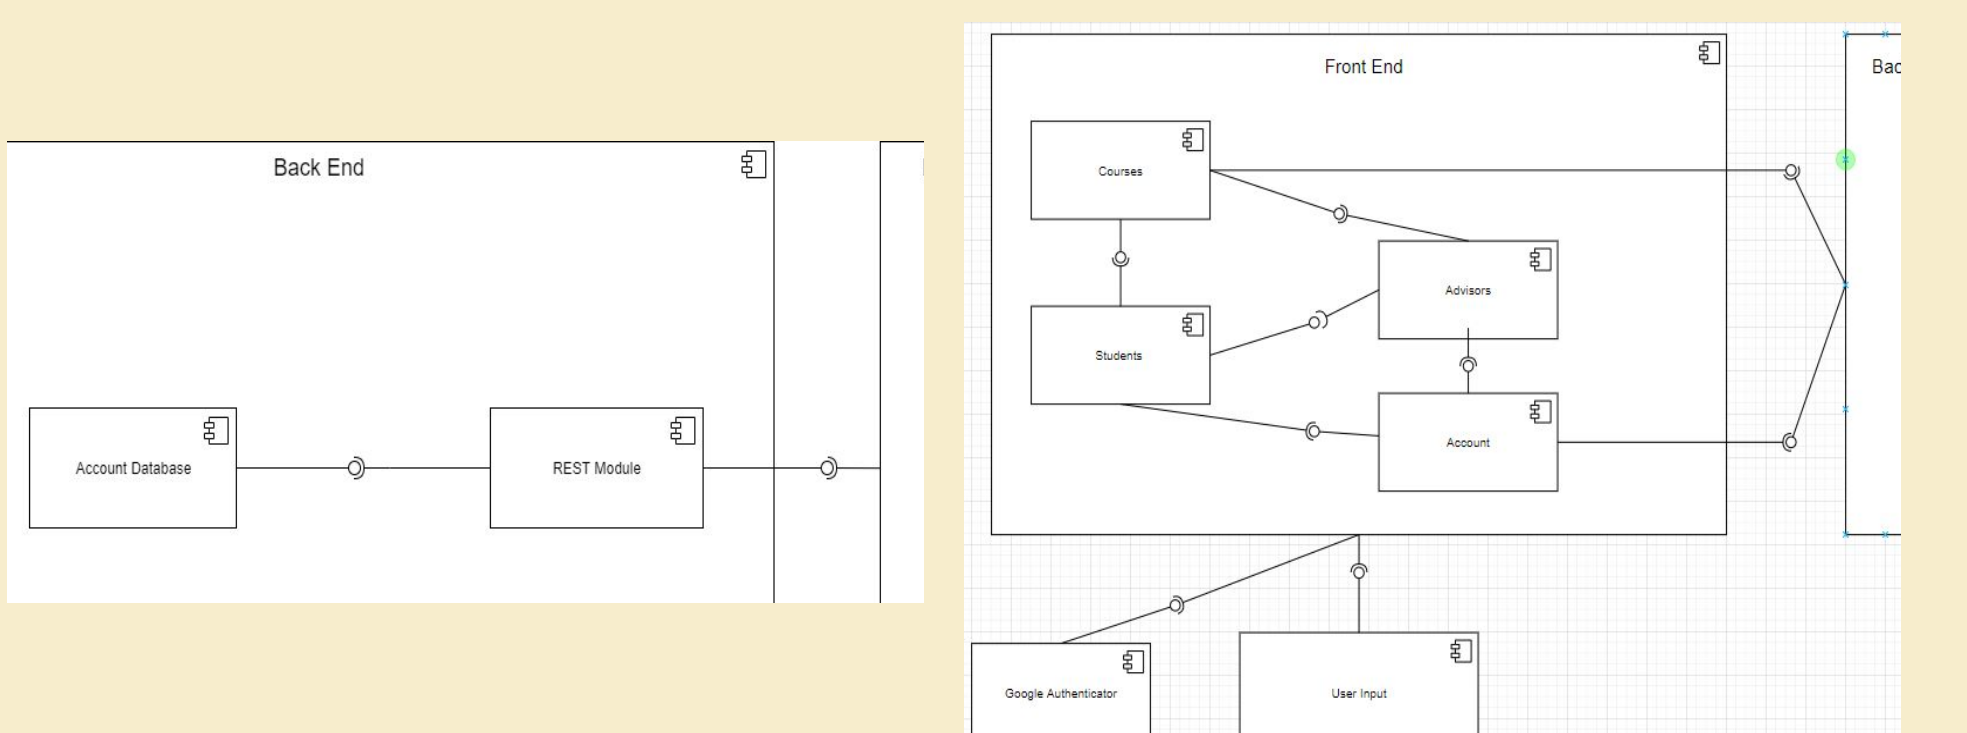 Back End
Account Database
REST Module
Front End
Courses
Advisors
Students
Account
Google Authenticator
User Input